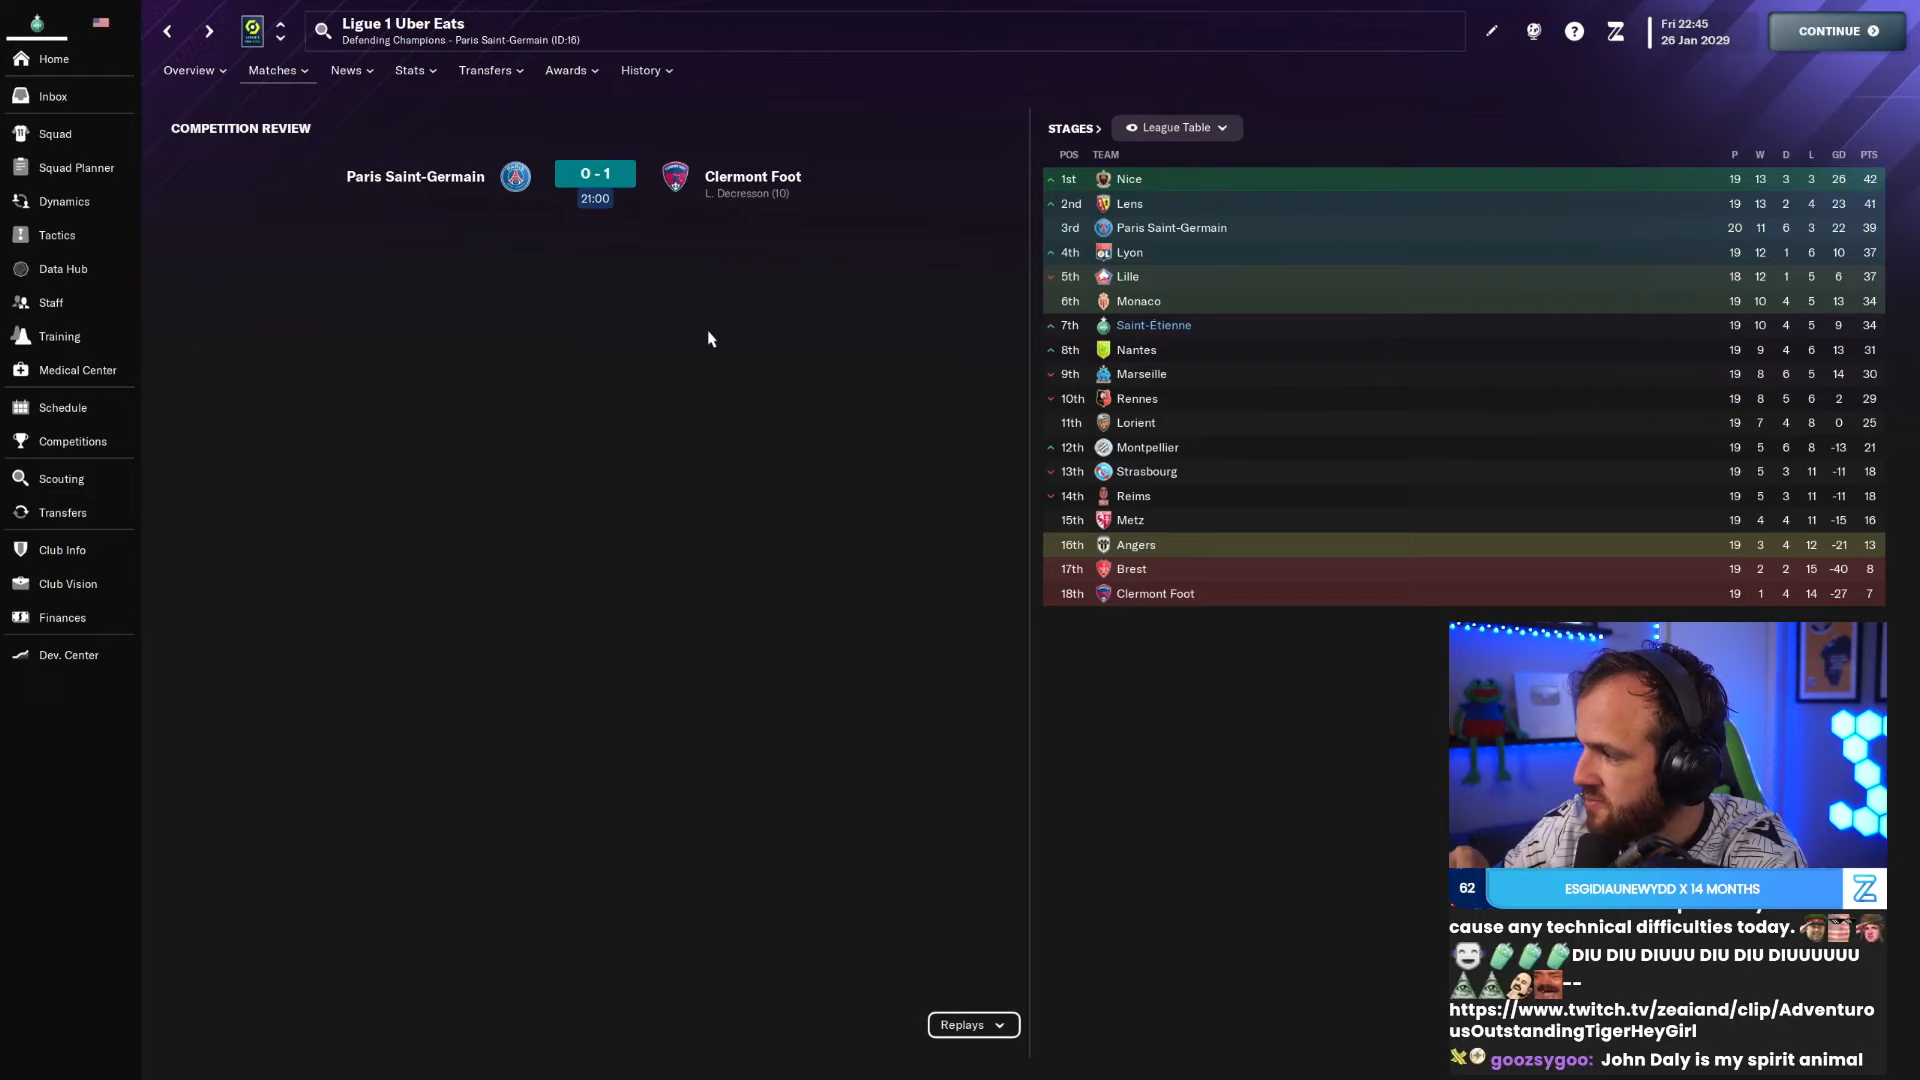 Ligue 1 Uber Eats
Defending Champions - Paris Saint-Germain (ID:16)
Fri 22:45
26 Jan 2029
CONTINUE
Home
Inbox
Squad
Squad Planner
Dynamics
Tactics
Data Hub
Staff
Training
Medical Center
Schedule
Competitions
Scouting
Transfers
Club Info
Club Vision
Finances
Dev. Center
Overview Matches News Stats Transfers Awards History
COMPETITION REVIEW
Paris Saint-Germain 0 - 1 Clermont Foot
21:00 L. Decresson (10)
Replays
STAGES> League Table
POS TEAM P W D L GD PTS
1st Nice 19 13 3 3 26 42
2nd Lens 19 13 2 4 23 41
3rd Paris Saint-Germain 20 11 6 3 22 39
4th Lyon 19 12 1 6 10 37
5th Lille 18 12 1 5 6 37
6th Monaco 19 10 4 5 13 34
7th Saint-Étienne 19 10 4 5 9 34
8th Nantes 19 9 4 6 13 31
9th Marseille 19 8 6 5 14 30
10th Rennes 19 8 5 6 2 29
11th Lorient 19 7 4 8 0 25
12th Montpellier 19 5 6 8 -13 21
13th Strasbourg 19 5 3 11 -11 18
14th Reims 19 5 3 11 -11 18
15th Metz 19 4 4 11 -15 16
16th Angers 19 3 4 12 -21 13
17th Brest 19 2 2 15 -40 8
18th Clermont Foot 19 1 4 14 -27 7
62 ESGIDIAUNEWYDD X 14 MONTHS
cause any technical difficulties today.
DIU DIU DIUUU DIU DIU DIUUUUUU
--
https://www.twitch.tv/zeaiand/clip/Adventuro
usOutstandingTigerHeyGirl
goozsygoo: John Daly is my spirit animal